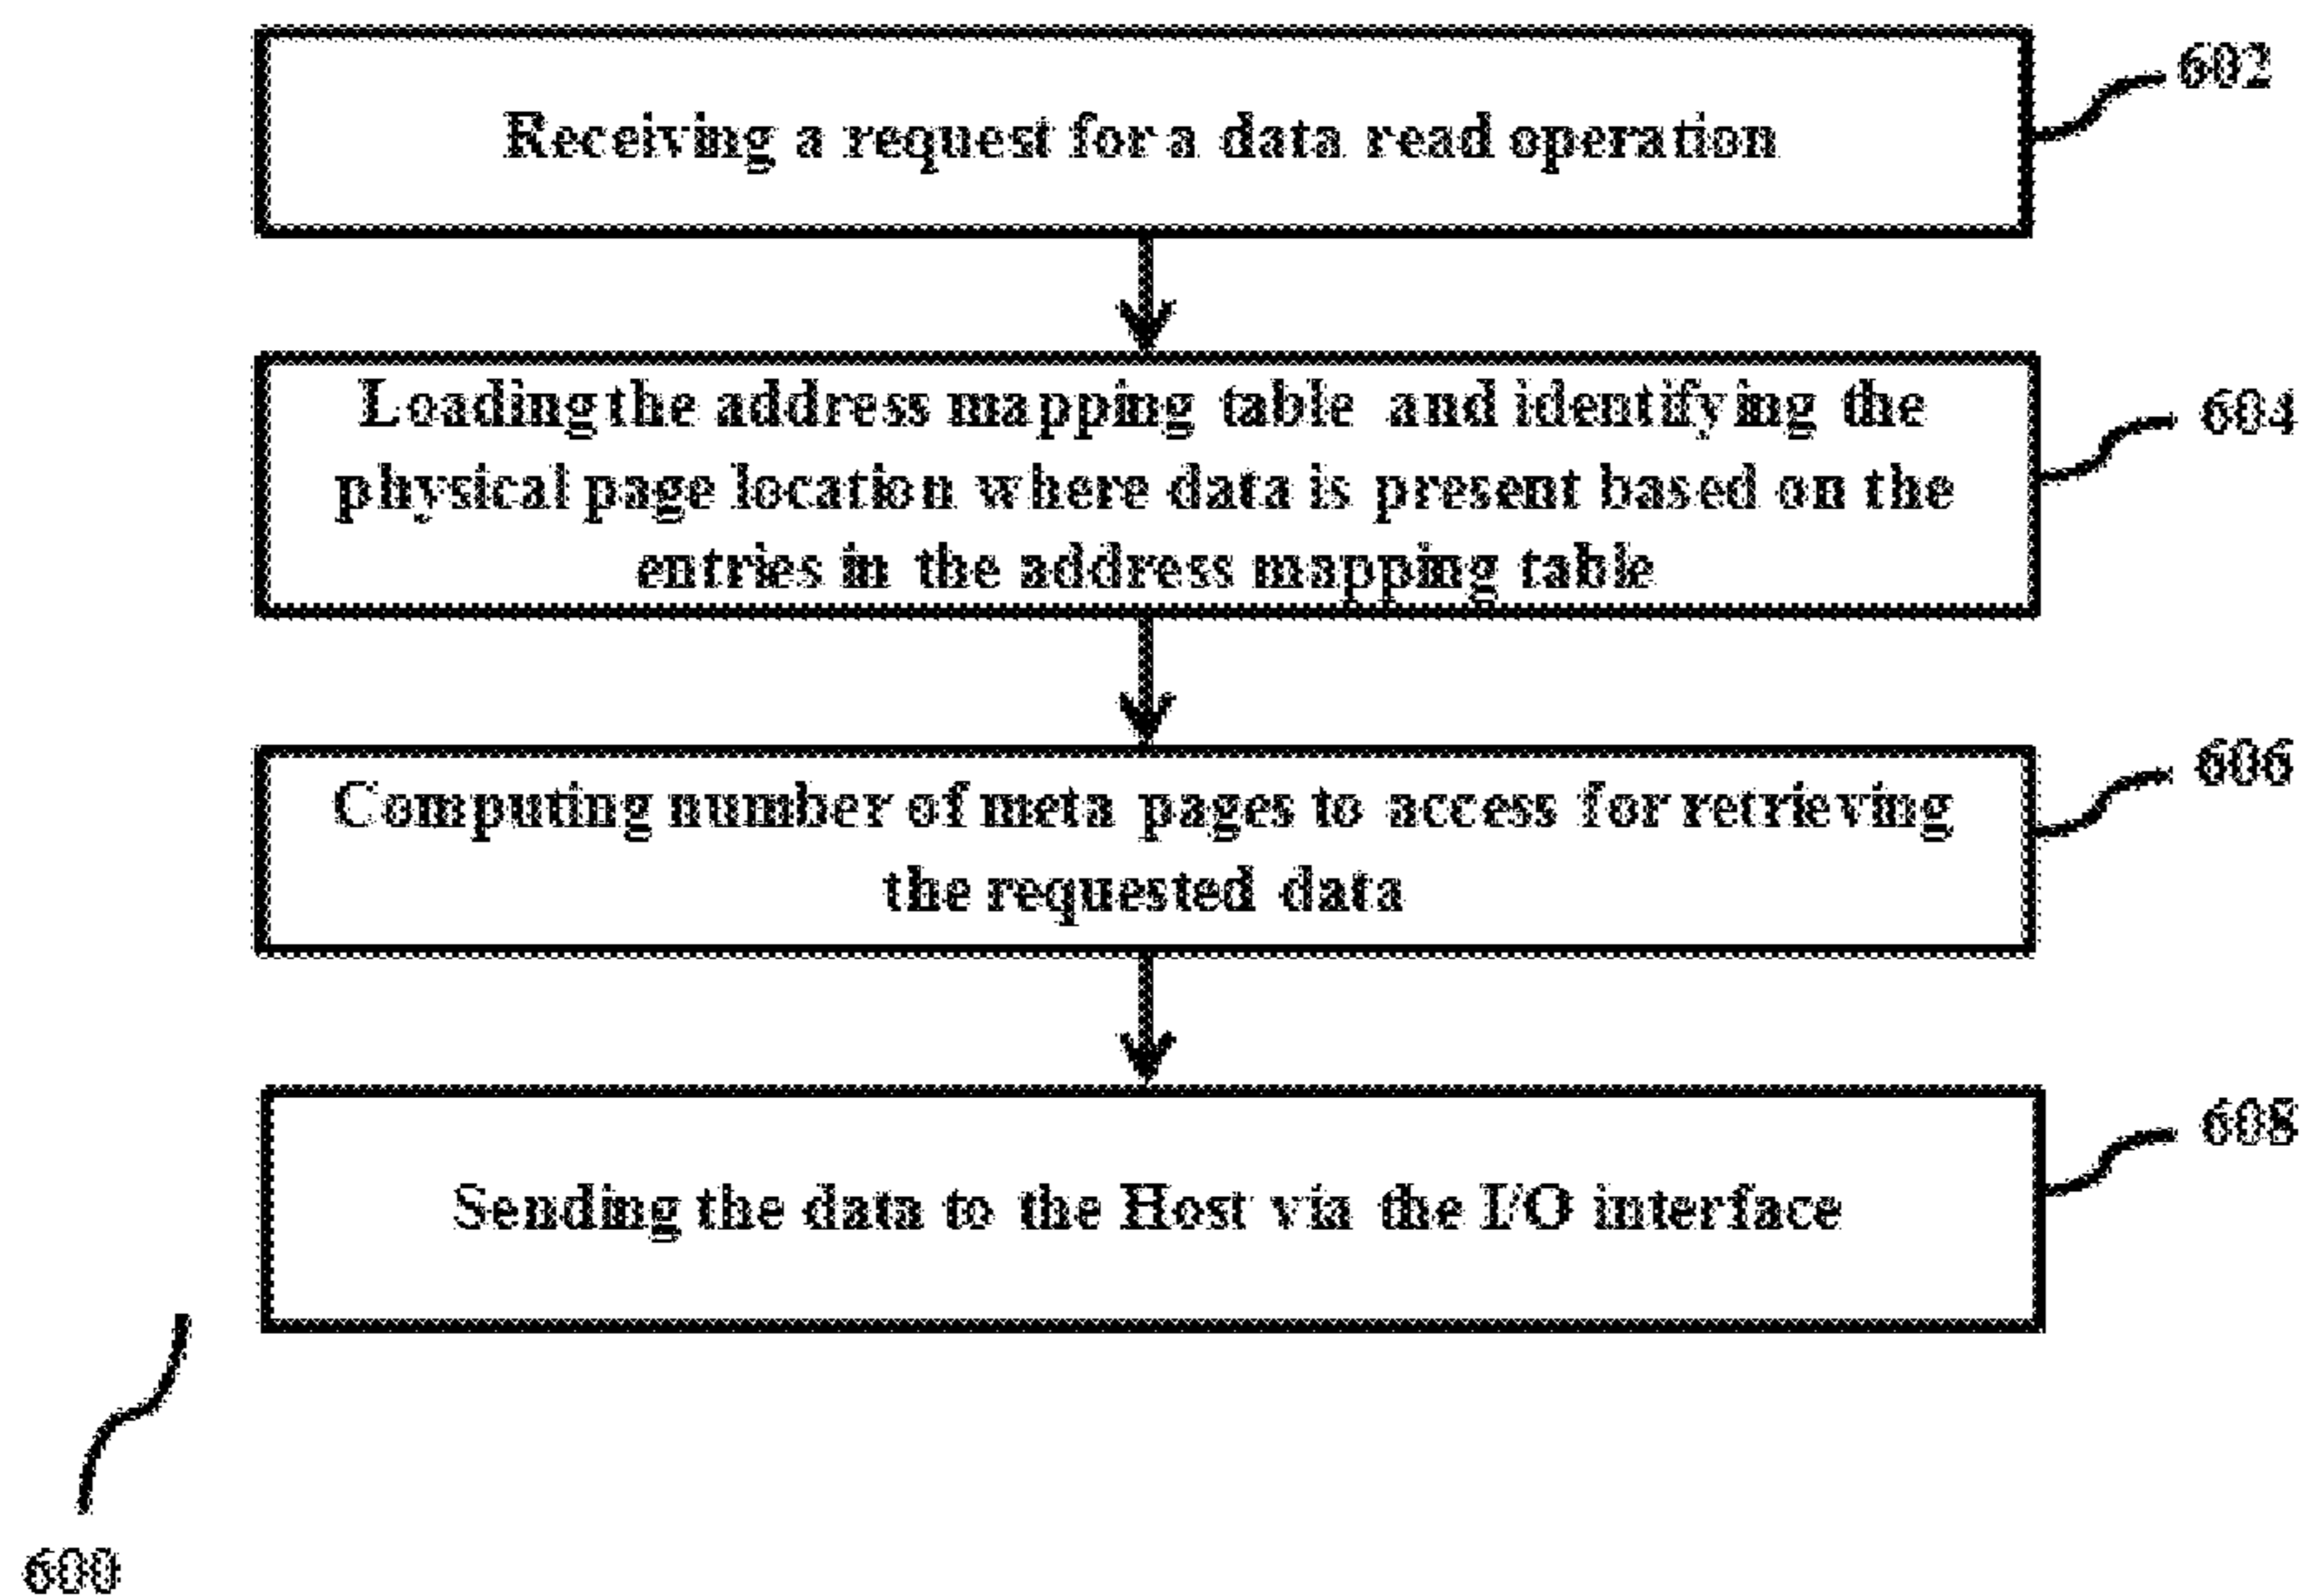 602
Receiving a request for a data read operation
Loading the address mapping table and identifying the
604
physical page location where data is present based on the
entries in the address mapping table
606
Computing number of meta pages to access for retrieving
the requested data
608
Sending the data to the Host via the I/O interface
600